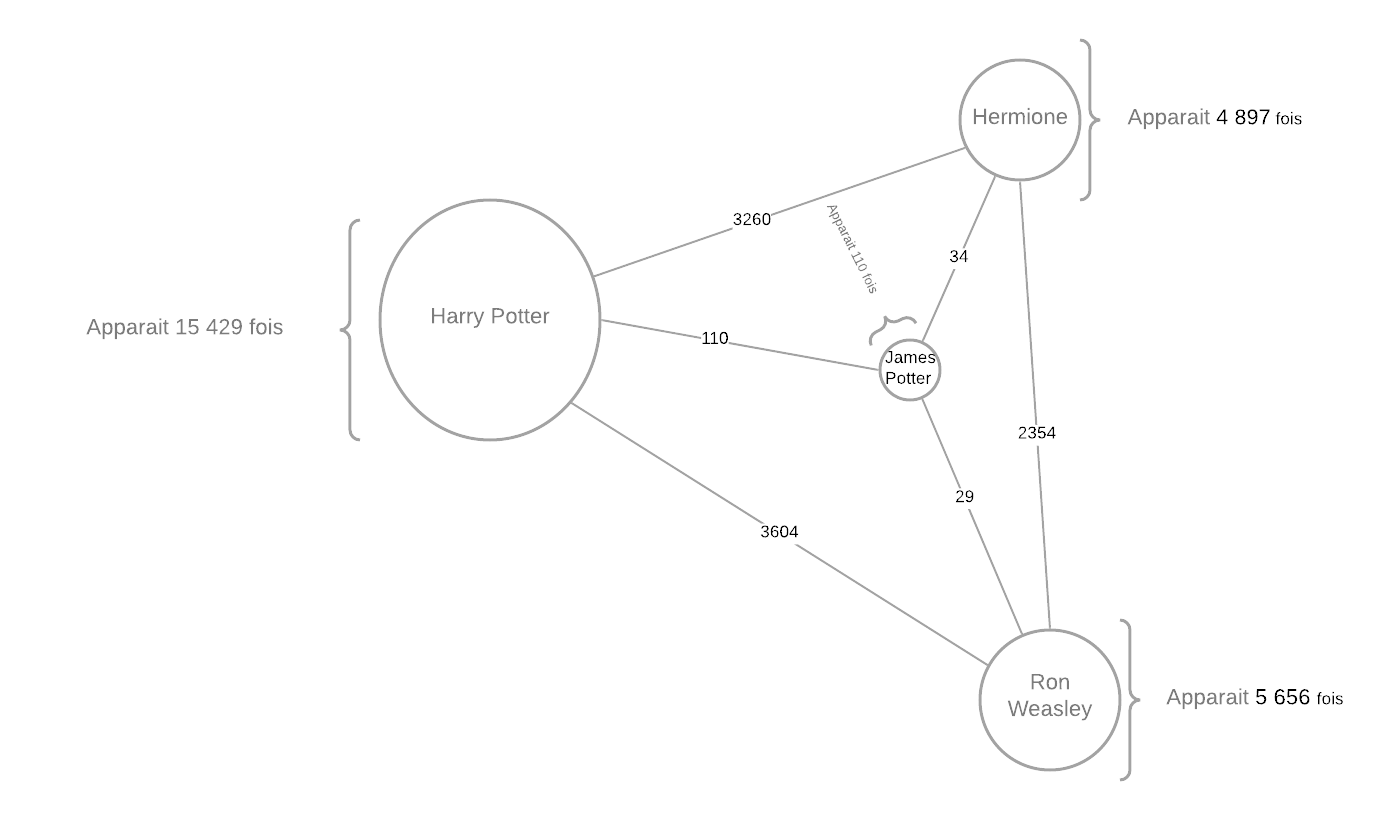 Hermione
Apparait 4 897 fois
3260
Apparait 110 fois
34
Harry Potter
Apparait 15 429 fois
110
James
Potter
2354
29
3604
Ron
Weasley
Apparait 5 656 fois